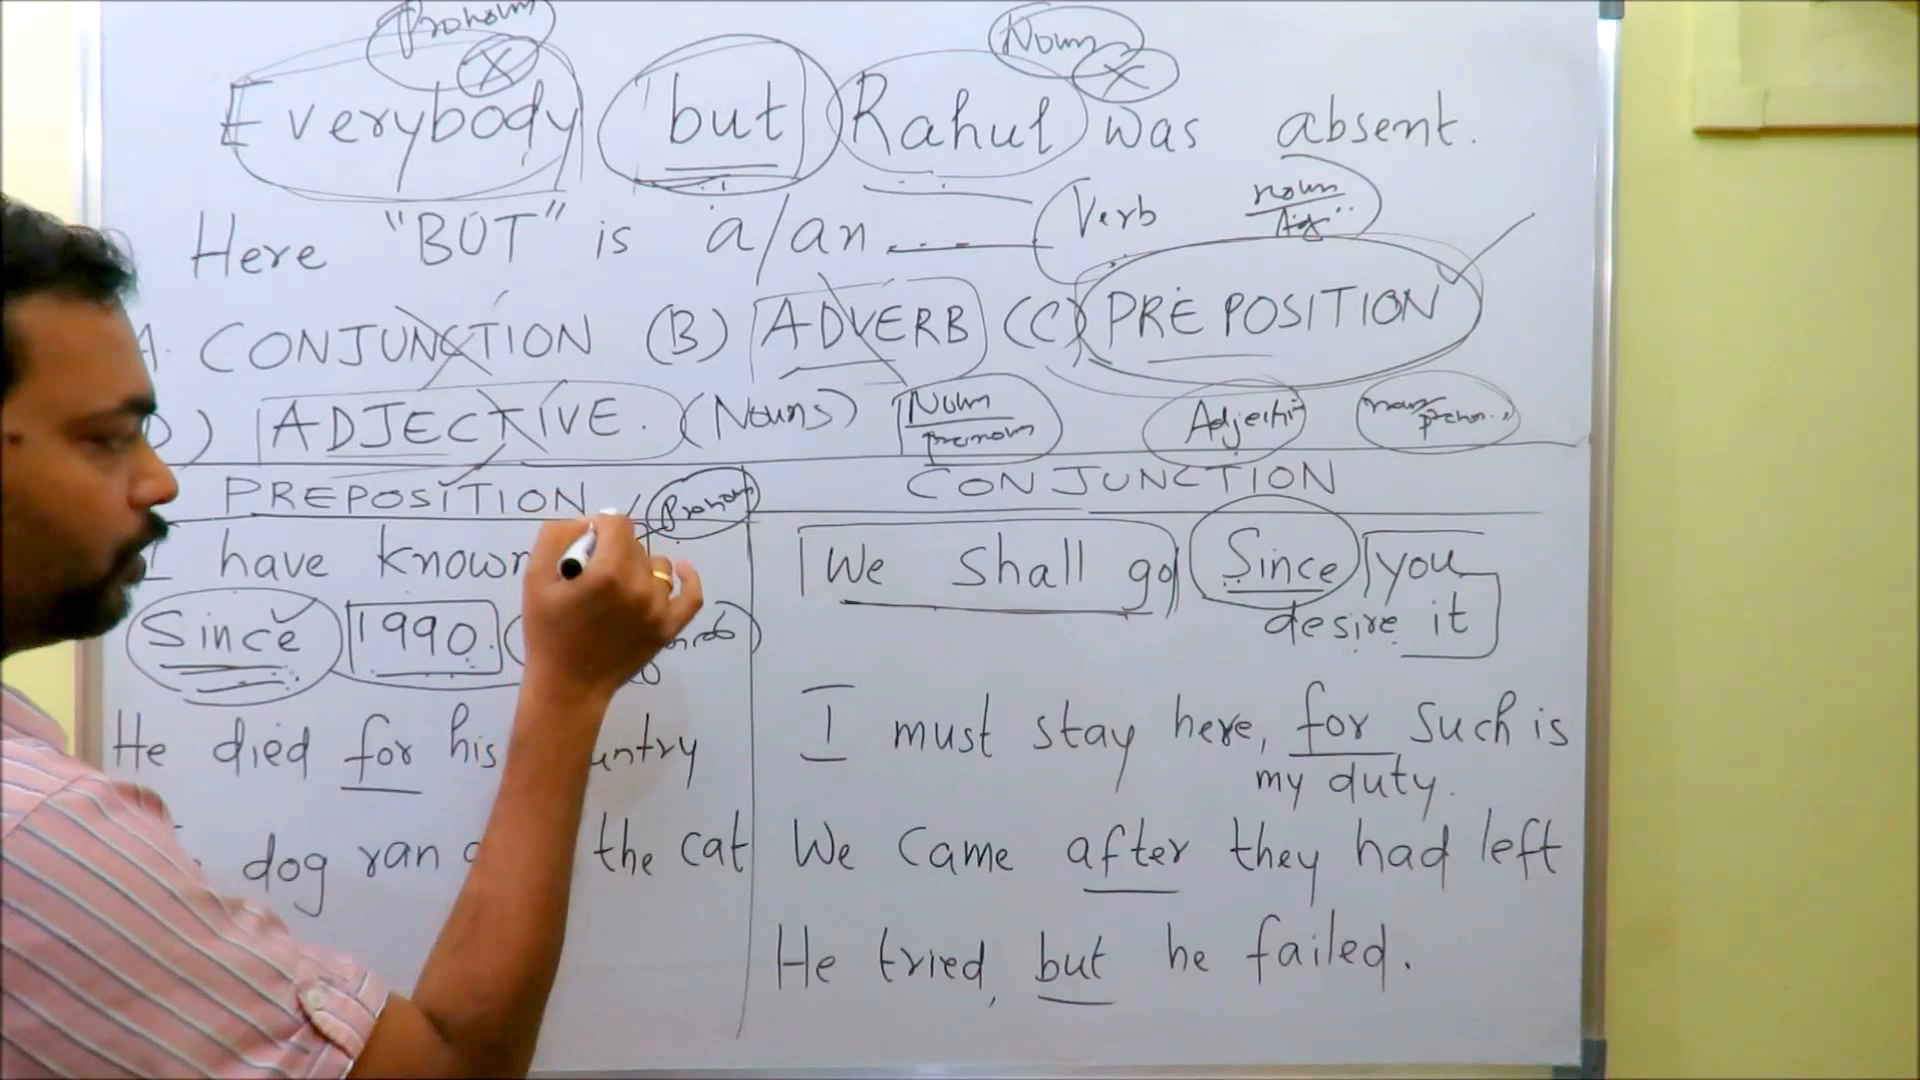 Pronoun Noun
X X
Everybody but Rahul was absent.
Verb noun
Here "BUT" is a/an
A. CONJUNCTION (B) ADVERB (C) PREPOSITION
D) ADJECTIVE. (Nouns) Noun Adjective
pronoun
PREPOSITION Pronoun CONJUNCTION
I have known We shall go Since you
Since 1990. desire it
He died for his I must stay here, for such is
my duty.
dog ran the cat We came after they had left
He tried, but he failed.